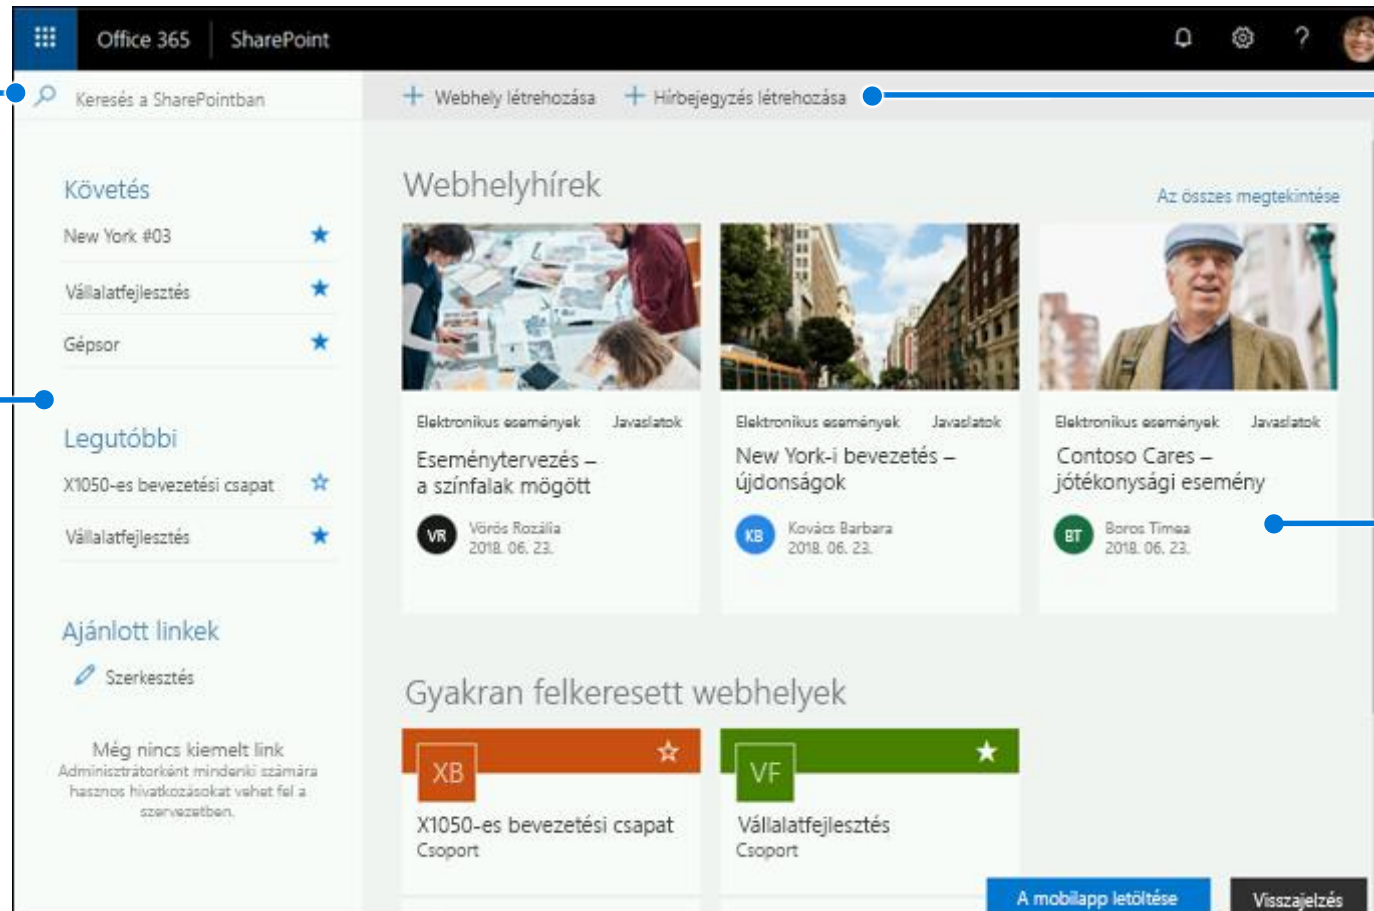 Office 365 SharePoint
Keresés a SharePointban
Webhely létrehozása
Hírbejegyzés létrehozása
Követés
New York #03
Vállalatfejlesztés
Gépsor
Legutóbbi
X1050-es bevezetési csapat
Vállalatfejlesztés
Ajánlott linkek
Szerkesztés
Még nincs kiemelt link
Adminisztrátorként mindenki számára
hasznos hivatkozásokat vehet fel a
szervezetben.
Webhelyhírek
Az összes megtekintése
Elektronikus események Javaslatok
Eseménytervezés –
a színfalak mögött
VR
Vörös Rozália
2018. 06. 23.
Elektronikus események Javaslatok
New York-i bevezetés –
újdonságok
KB
Kovács Barbara
2018. 06. 23.
Elektronikus események Javaslatok
Contoso Cares –
jótékonysági esemény
BT
Boros Tímea
2018. 06. 23.
Gyakran felkeresett webhelyek
XB
X1050-es bevezetési csapat
Csoport
VF
Vállalatfejlesztés
Csoport
A mobilapp letöltése
Visszajelzés